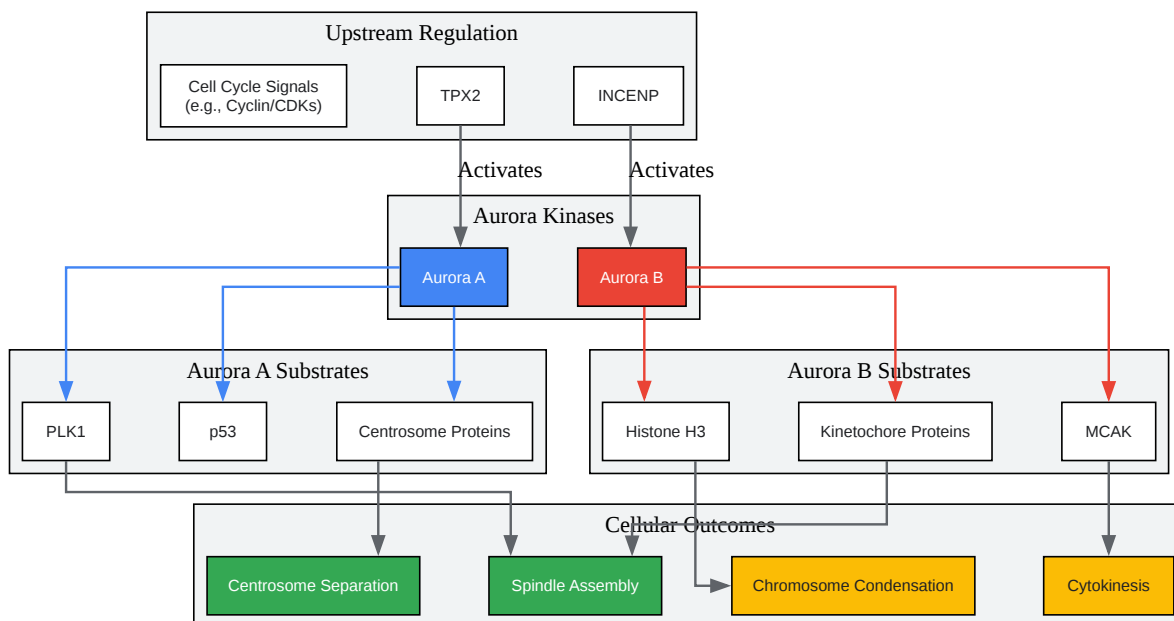 Upstream Regulation
Cell Cycle Signals
(e.g., Cyclin/CDKs)
TPX2
INCENP
Activates
Activates
Aurora Kinases
Aurora A
Aurora B
Aurora A Substrates
Aurora B Substrates
PLK1
p53
Centrosome Proteins
Histone H3
Kinetochore Proteins
MCAK
Cellular Outcomes
Centrosome Separation
Spindle Assembly
Chromosome Condensation
Cytokinesis